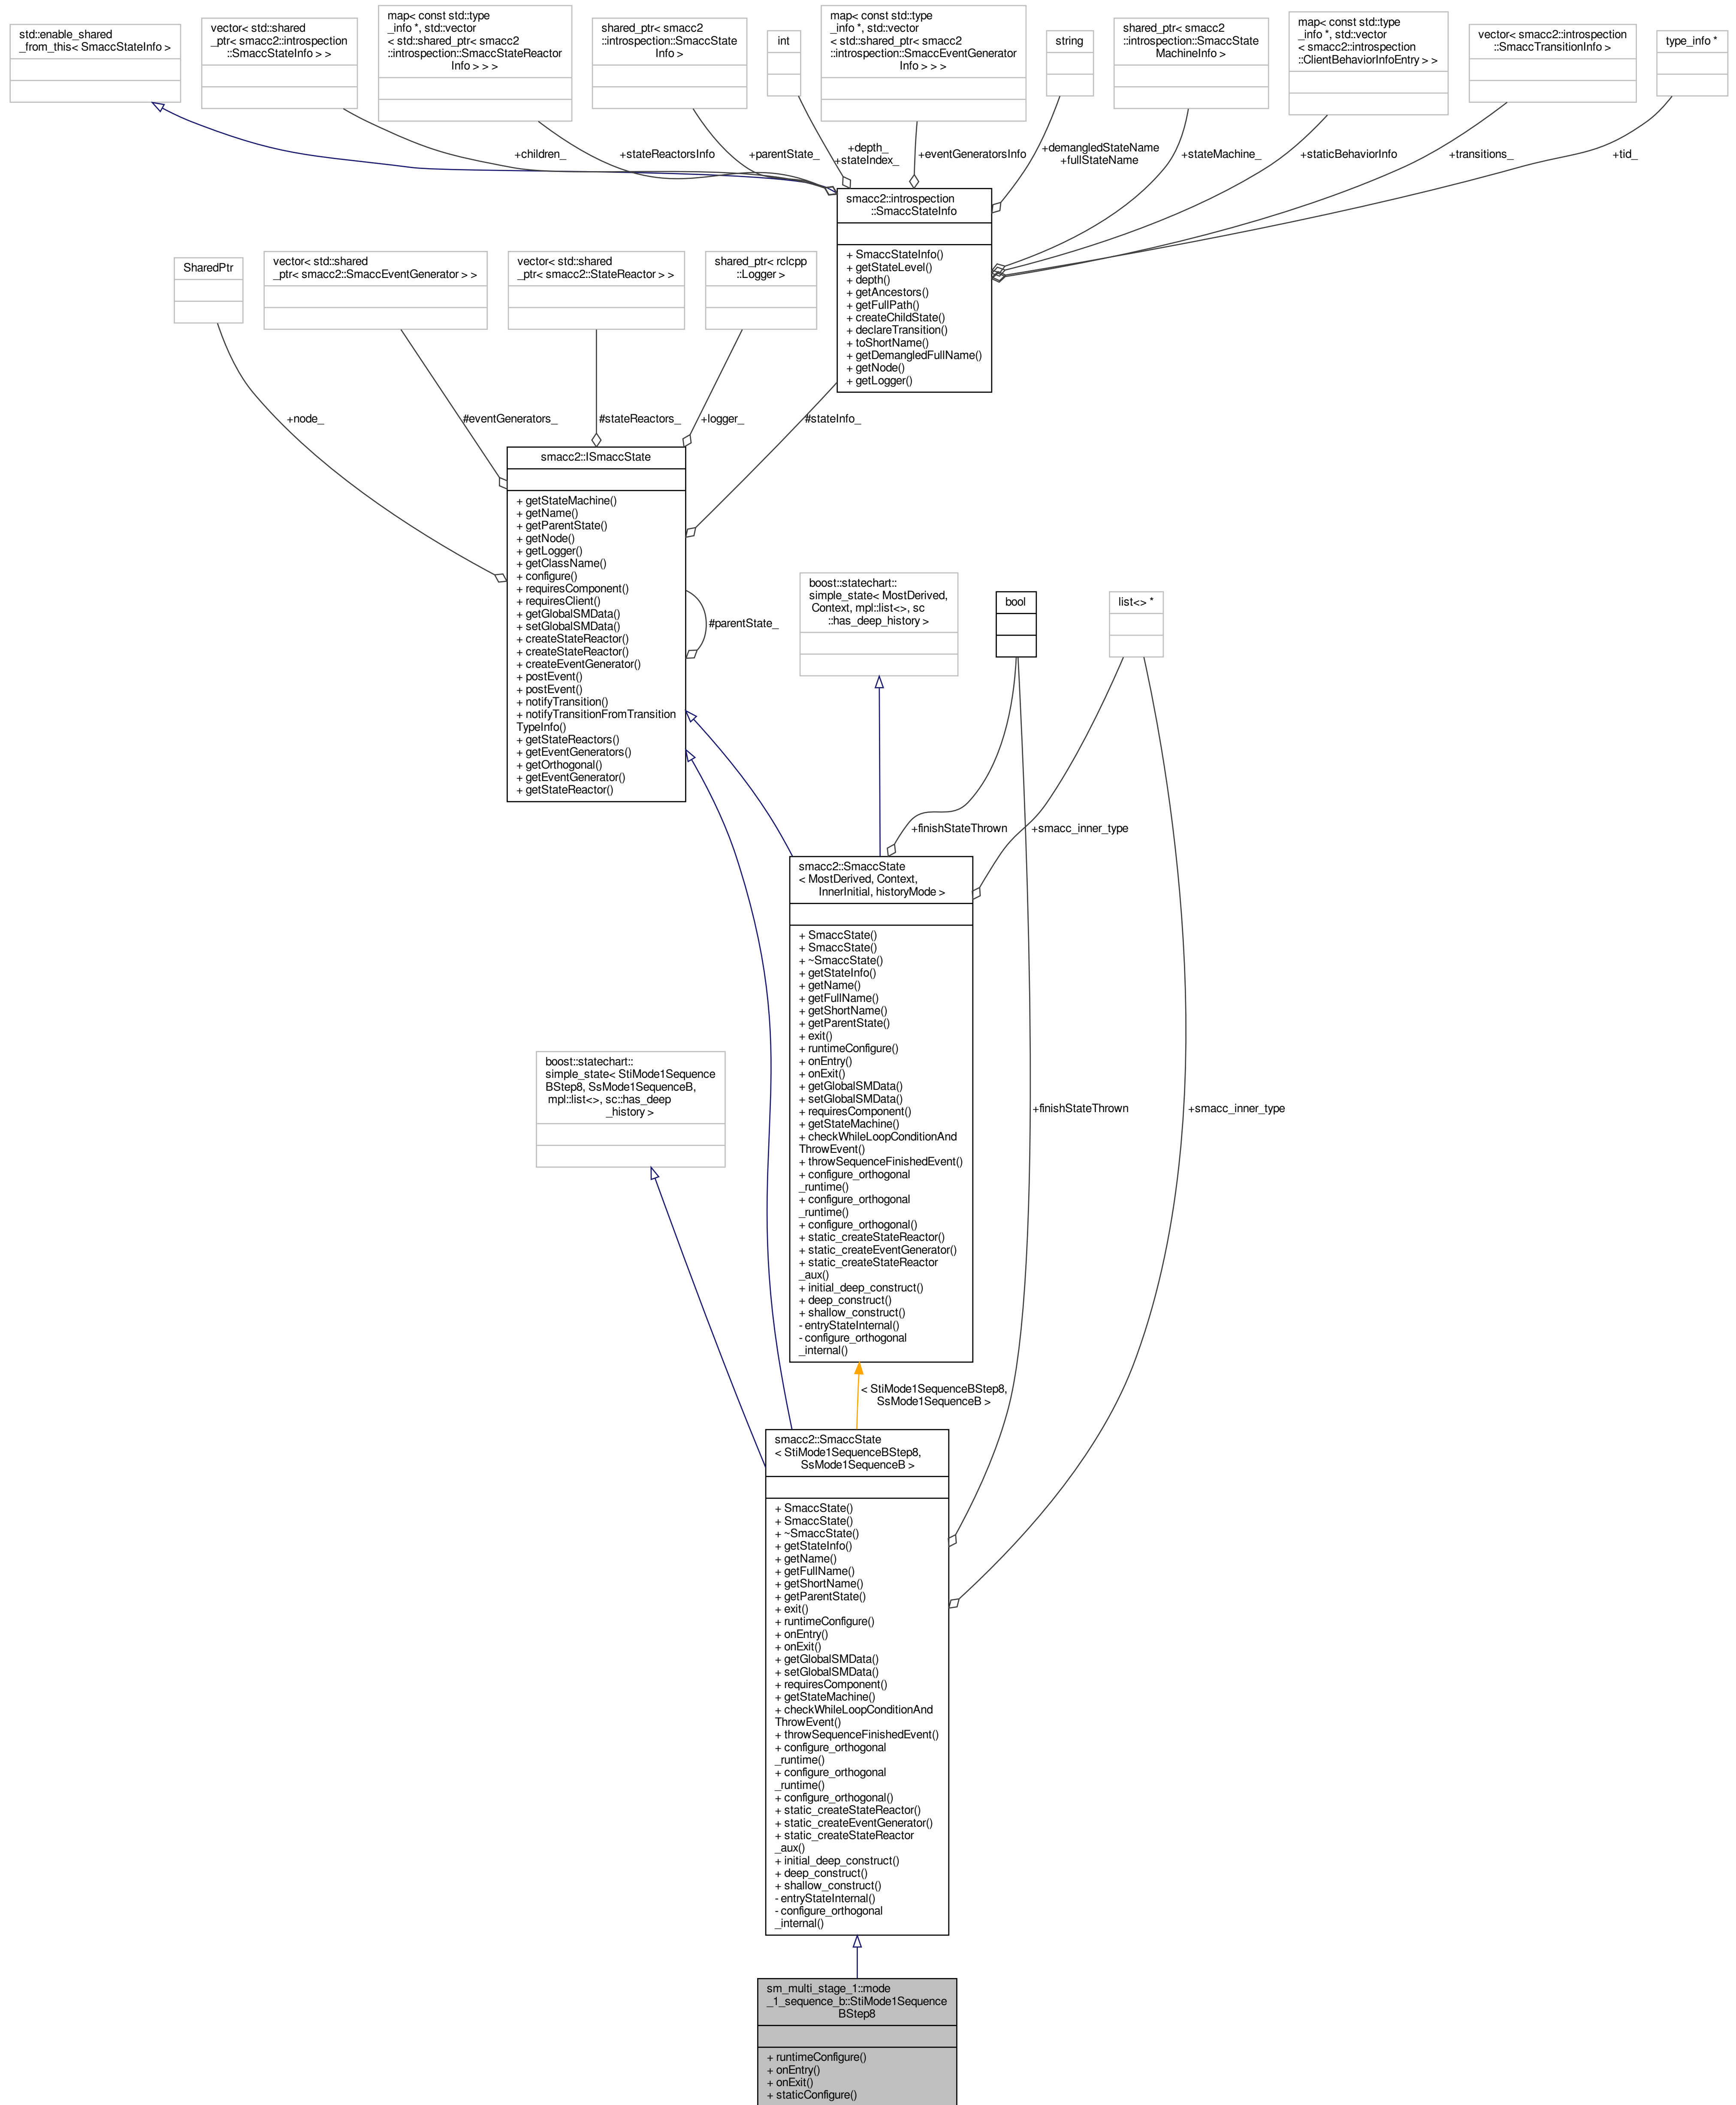 std::enable_shared
_from_this< SmaccStateInfo >
vector< std::shared
_ptr< smacc2::introspection
::SmaccStateInfo > >
map< const std::type
_info *, std::vector
< std::shared_ptr< smacc2
::introspection::SmaccStateReactor
Info > > >
shared_ptr< smacc2
::introspection::SmaccState
Info >
int
map< const std::type
_info *, std::vector
< std::shared_ptr< smacc2
::introspection::SmaccEventGenerator
Info > > >
string
shared_ptr< smacc2
::introspection::SmaccState
MachineInfo >
map< const std::type
_info *, std::vector
< smacc2::introspection
::ClientBehaviorInfoEntry > >
vector< smacc2::introspection
::SmaccTransitionInfo >
type_info *
+children_
+stateReactorsInfo
+parentState_
+depth_
+stateIndex_
+eventGeneratorsInfo
+demangledStateName
+fullStateName
+stateMachine_
+staticBehaviorInfo
+transitions_
+tid_
smacc2::introspection
::SmaccStateInfo
+ SmaccStateInfo()
+ getStateLevel()
+ depth()
+ getAncestors()
+ getFullPath()
+ createChildState()
+ declareTransition()
+ toShortName()
+ getDemangledFullName()
+ getNode()
+ getLogger()
SharedPtr
vector< std::shared
_ptr< smacc2::SmaccEventGenerator > >
vector< std::shared
_ptr< smacc2::StateReactor > >
shared_ptr< rclcpp
::Logger >
+node_
#eventGenerators_
#stateReactors_
+logger_
#stateInfo_
smacc2::ISmaccState
+ getStateMachine()
+ getName()
+ getParentState()
+ getNode()
+ getLogger()
+ getClassName()
+ configure()
+ requiresComponent()
+ requiresClient()
+ getGlobalSMData()
+ setGlobalSMData()
+ createStateReactor()
+ createStateReactor()
+ createEventGenerator()
+ postEvent()
+ postEvent()
+ notifyTransition()
+ notifyTransitionFromTransition
TypeInfo()
+ getStateReactors()
+ getEventGenerators()
+ getOrthogonal()
+ getEventGenerator()
+ getStateReactor()
#parentState_
boost::statechart::
simple_state< MostDerived,
Context, mpl::list<>, sc
::has_deep_history >
bool
list<> *
+finishStateThrown
+smacc_inner_type
smacc2::SmaccState
< MostDerived, Context,
InnerInitial, historyMode >
+ SmaccState()
+ SmaccState()
+ ~SmaccState()
+ getStateInfo()
+ getName()
+ getFullName()
+ getShortName()
+ getParentState()
+ exit()
+ runtimeConfigure()
+ onEntry()
+ onExit()
+ getGlobalSMData()
+ setGlobalSMData()
+ requiresComponent()
+ getStateMachine()
+ checkWhileLoopConditionAnd
ThrowEvent()
+ throwSequenceFinishedEvent()
+ configure_orthogonal
_runtime()
+ configure_orthogonal
_runtime()
+ configure_orthogonal()
+ static_createStateReactor()
+ static_createEventGenerator()
+ static_createStateReactor
_aux()
+ initial_deep_construct()
+ deep_construct()
+ shallow_construct()
- entryStateInternal()
- configure_orthogonal
_internal()
boost::statechart::
simple_state< StiMode1Sequence
BStep8, SsMode1SequenceB,
mpl::list<>, sc::has_deep
_history >
+finishStateThrown
+smacc_inner_type
< StiMode1SequenceBStep8,
SsMode1SequenceB >
smacc2::SmaccState
< StiMode1SequenceBStep8,
SsMode1SequenceB >
+ SmaccState()
+ SmaccState()
+ ~SmaccState()
+ getStateInfo()
+ getName()
+ getFullName()
+ getShortName()
+ getParentState()
+ exit()
+ runtimeConfigure()
+ onEntry()
+ onExit()
+ getGlobalSMData()
+ setGlobalSMData()
+ requiresComponent()
+ getStateMachine()
+ checkWhileLoopConditionAnd
ThrowEvent()
+ throwSequenceFinishedEvent()
+ configure_orthogonal
_runtime()
+ configure_orthogonal
_runtime()
+ configure_orthogonal()
+ static_createStateReactor()
+ static_createEventGenerator()
+ static_createStateReactor
_aux()
+ initial_deep_construct()
+ deep_construct()
+ shallow_construct()
- entryStateInternal()
- configure_orthogonal
_internal()
sm_multi_stage_1::mode
_1_sequence_b::StiMode1Sequence
BStep8
+ runtimeConfigure()
+ onEntry()
+ onExit()
+ staticConfigure()